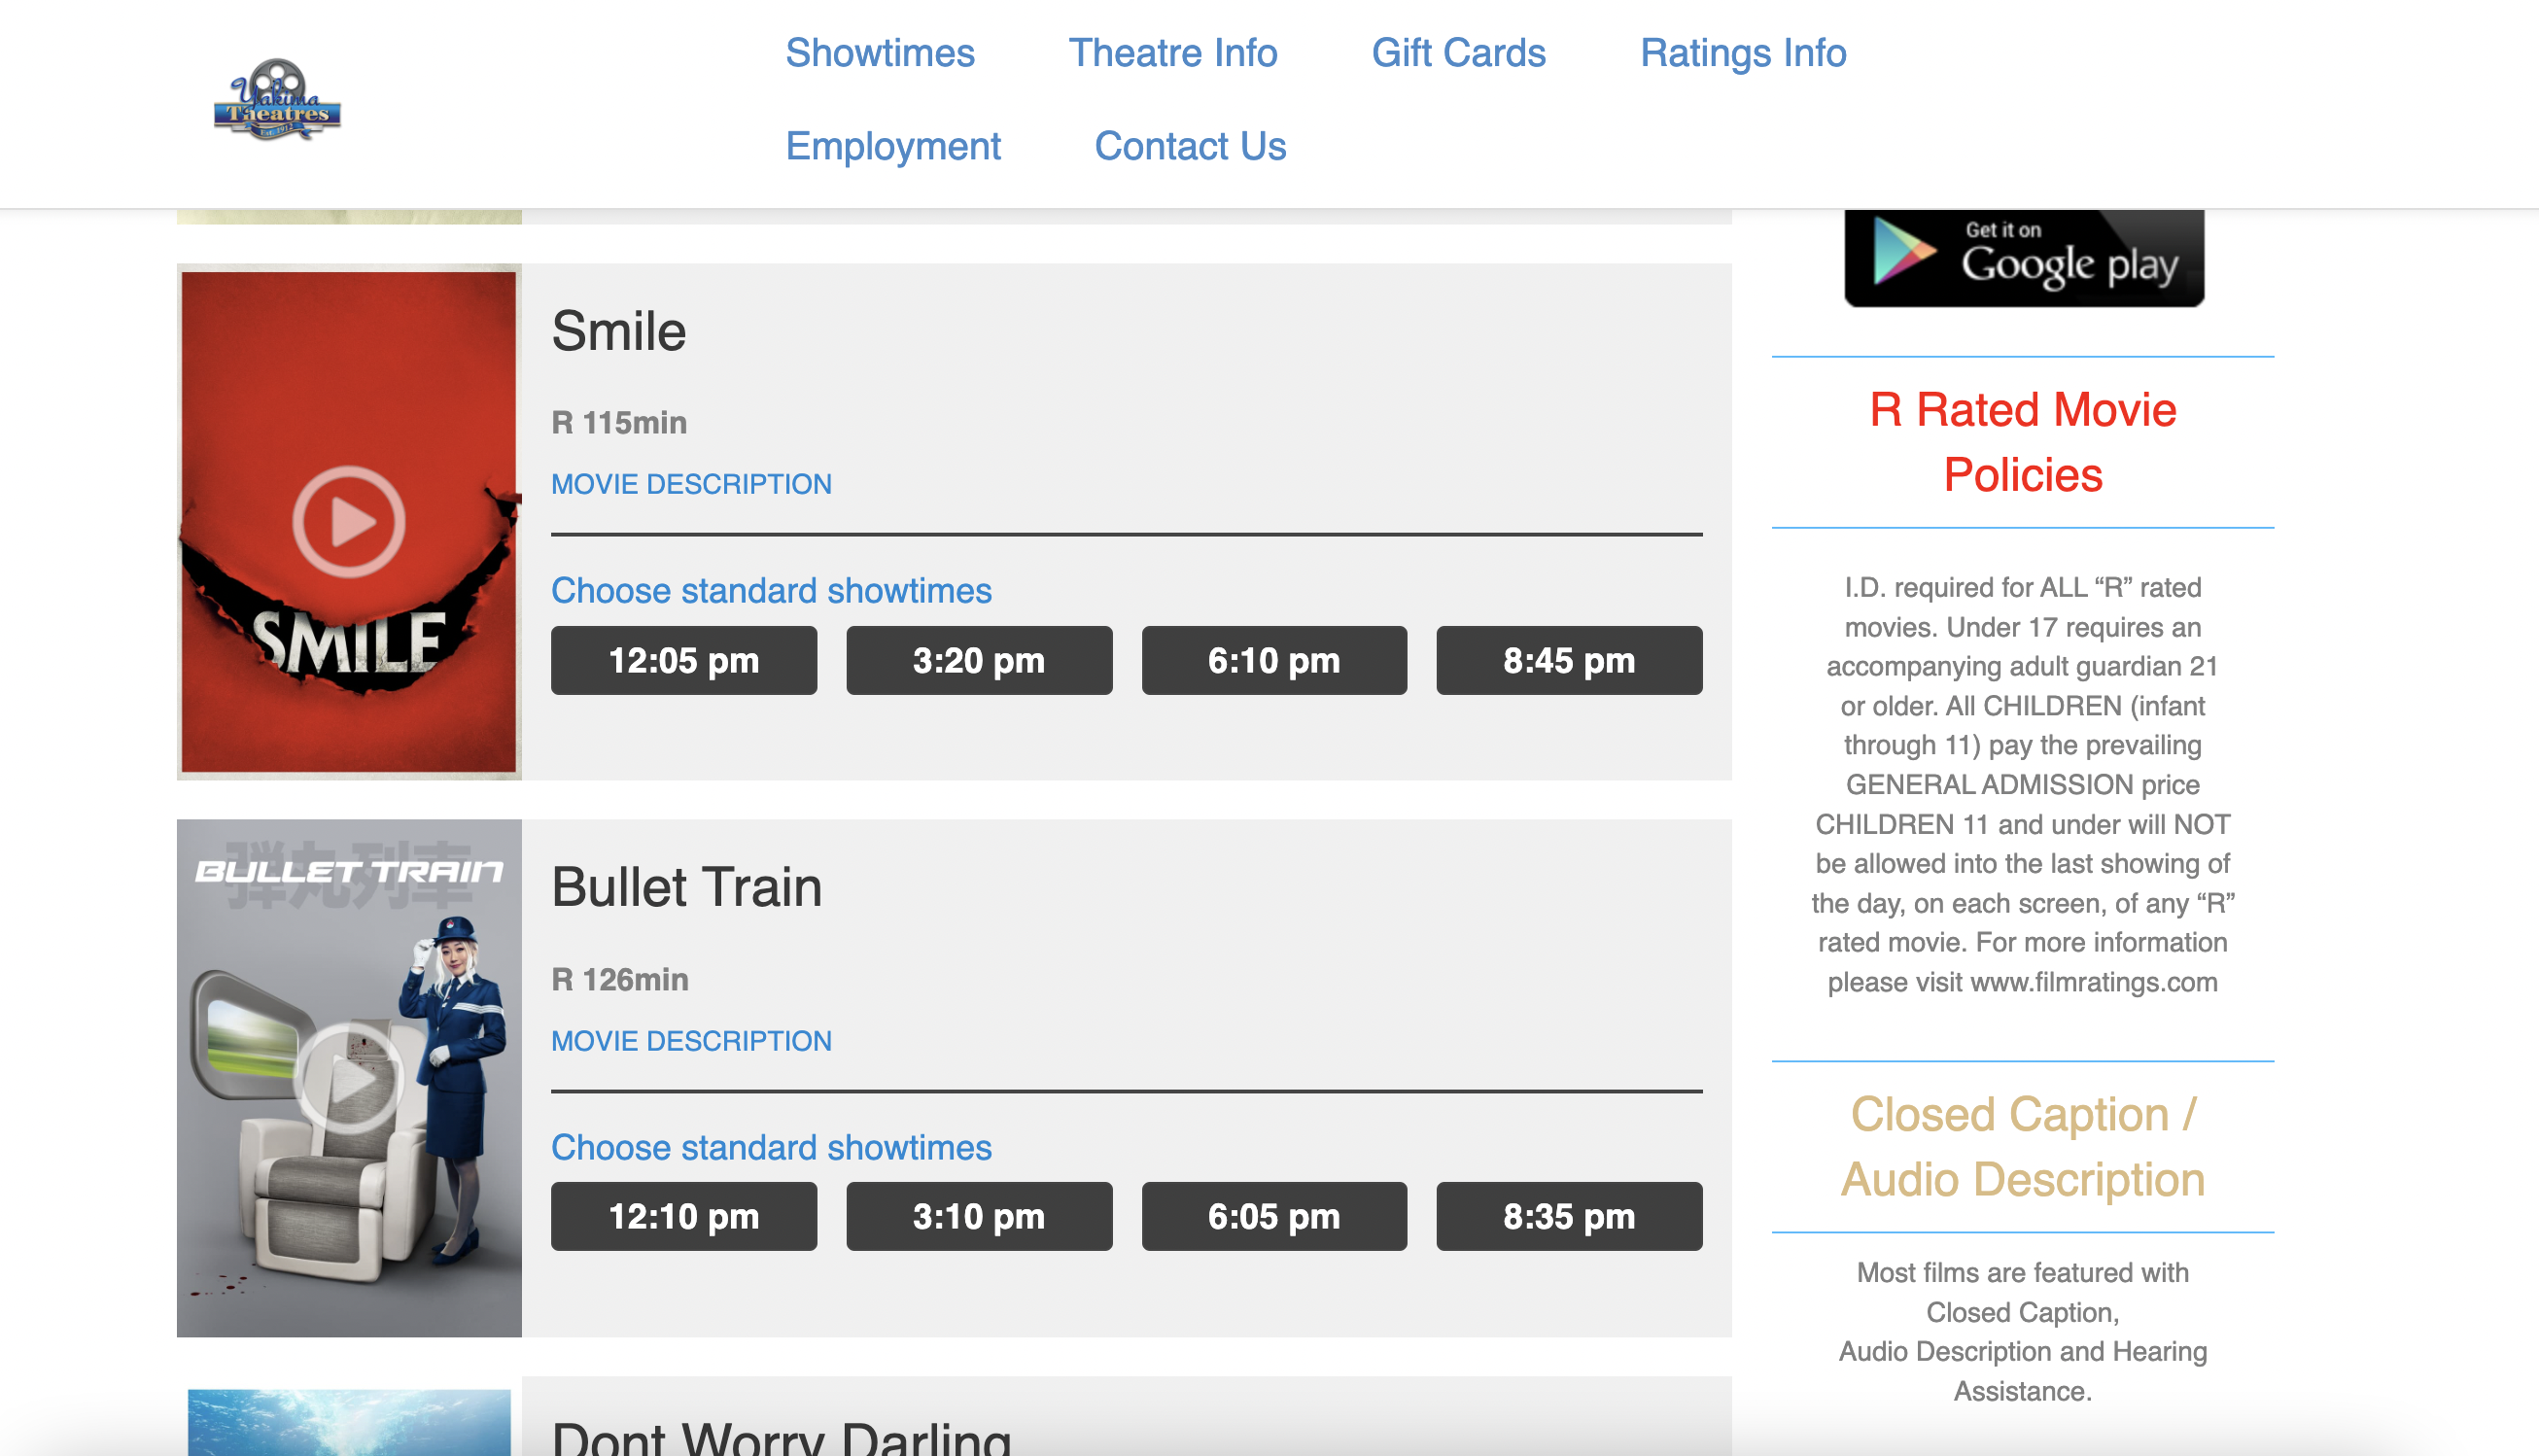 Yakima
Theatres
Est. 1912
Showtimes
Theatre Info
Gift Cards
Ratings Info
Employment
Contact Us
SMILE
Smile
R 115min
MOVIE DESCRIPTION
Choose standard showtimes
12:05 pm
3:20 pm
6:10 pm
8:45 pm
弾丸列車
BULLET TRAIN
Bullet Train
R 126min
MOVIE DESCRIPTION
Choose standard showtimes
12:10 pm
3:10 pm
6:05 pm
8:35 pm
Dont Worry Darling
Get it on
Google play
R Rated Movie
Policies
I.D. required for ALL “R” rated
movies. Under 17 requires an
accompanying adult guardian 21
or older. All CHILDREN (infant
through 11) pay the prevailing
GENERAL ADMISSION price
CHILDREN 11 and under will NOT
be allowed into the last showing of
the day, on each screen, of any “R”
rated movie. For more information
please visit www.filmratings.com
Closed Caption /
Audio Description
Most films are featured with
Closed Caption,
Audio Description and Hearing
Assistance.